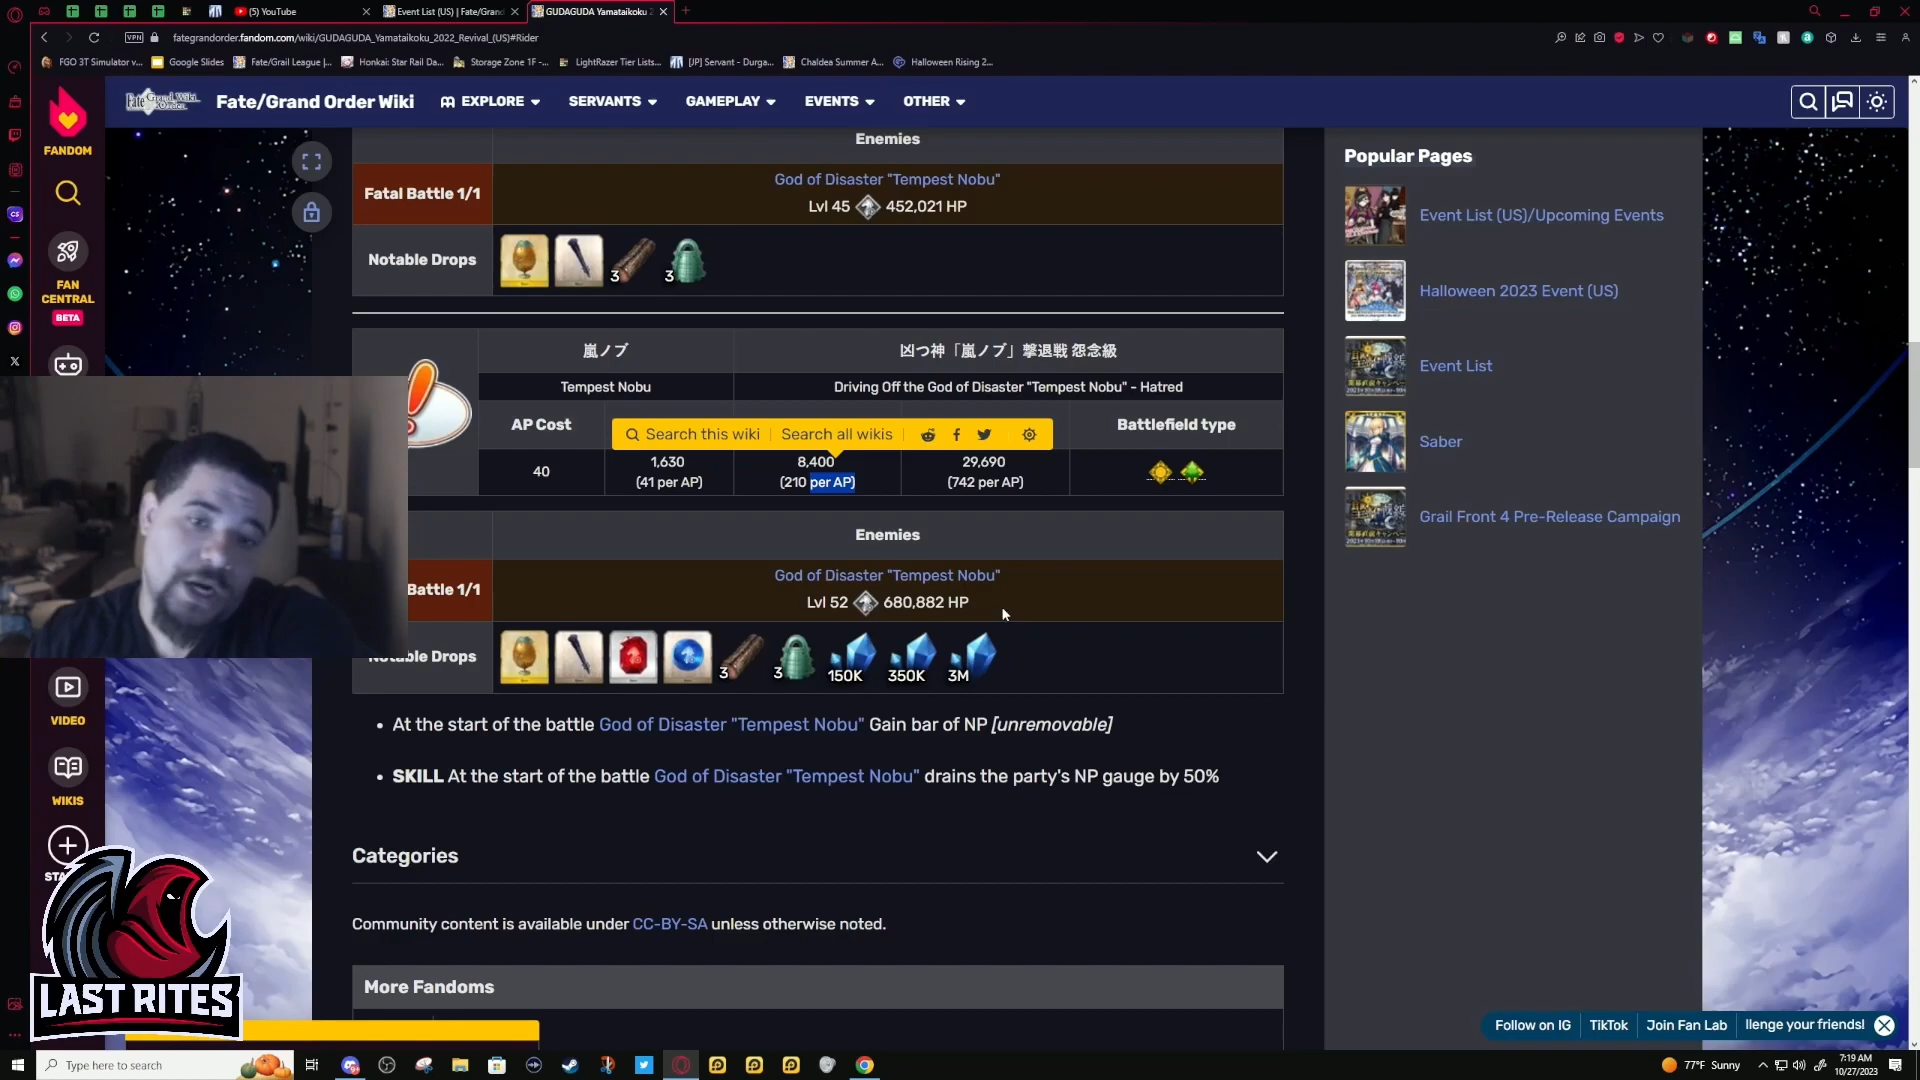 (5) YouTube
Event List (US) | Fate/Grand
GUDAGUDA Yamataikoku 2
VPN
fategrandorder.fandom.com/wiki/GUDAGUDA_Yamataikoku_2022_Revival_(US)#Rider
FGO 3T Simulator v...
Google Slides
Fate/Grail League |...
Honkai: Star Rail Da...
Storage Zone 1F -...
LightRazer Tier Lists...
[JP] Servant - Durga...
Chaldea Summer A...
Halloween Rising 2...
Fate/Grand Order Wiki
EXPLORE
SERVANTS
GAMEPLAY
EVENTS
OTHER
FANDOM
FAN
CENTRAL
BETA
VIDEO
WIKIS
Enemies
Fatal Battle 1/1
God of Disaster "Tempest Nobu"
Lvl 45 452,021 HP
Notable Drops
3
3
嵐ノブ
凶つ神「嵐ノブ」撃退戦 怨念級
Tempest Nobu
Driving Off the God of Disaster "Tempest Nobu" - Hatred
AP Cost
Search this wiki
Search all wikis
Battlefield type
40
1,630
(41 per AP)
8,400
(210 per AP)
29,690
(742 per AP)
Enemies
Battle 1/1
God of Disaster "Tempest Nobu"
Lvl 52 680,882 HP
Notable Drops
3
3
150K
350K
3M
• At the start of the battle God of Disaster "Tempest Nobu" Gain bar of NP [unremovable]
• SKILL At the start of the battle God of Disaster "Tempest Nobu" drains the party's NP gauge by 50%
Categories
Community content is available under CC-BY-SA unless otherwise noted.
More Fandoms
Popular Pages
Event List (US)/Upcoming Events
Halloween 2023 Event (US)
Event List
Saber
Grail Front 4 Pre-Release Campaign
LAST RITES
Follow on IG
TikTok
Join Fan Lab
llenge your friends!
Type here to search
77°F Sunny
7:19 AM
10/27/2023